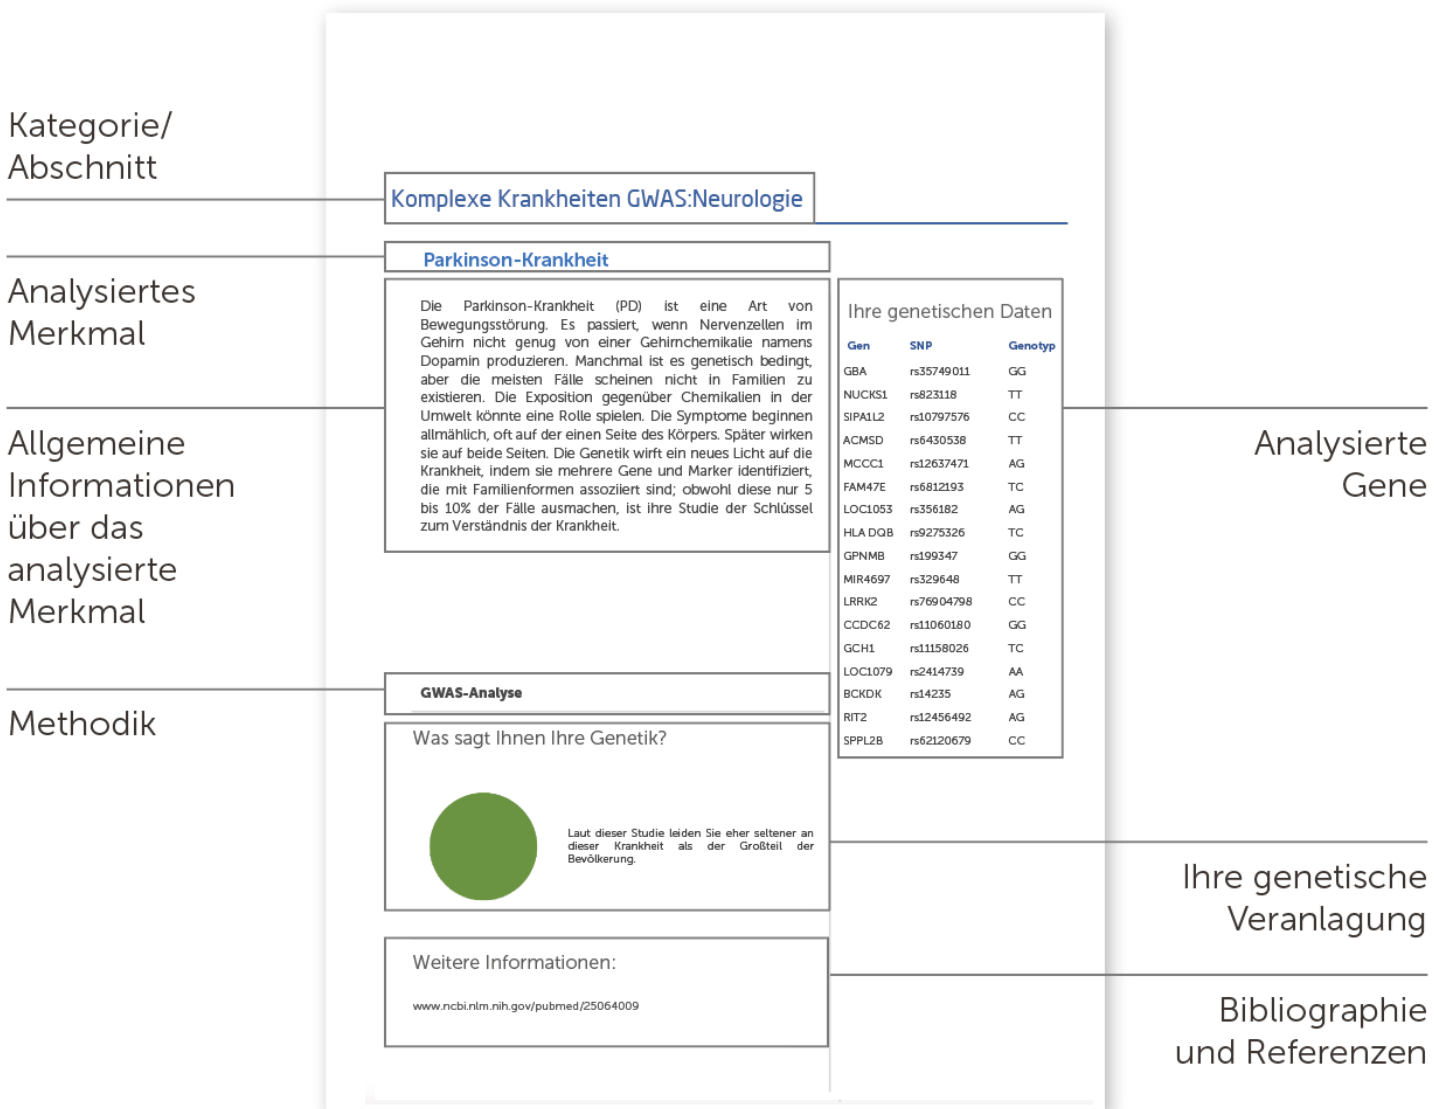 Kategorie/
Abschnitt
Komplexe Krankheiten GWAS:Neurologie
Parkinson-Krankheit
Analysiertes
Merkmal
Die Parkinson-Krankheit (PD) ist eine Art von
Bewegungsstörung. Es passiert, wenn Nervenzellen im
Gehirn nicht genug von einer Gehirnchemikalie namens
Dopamin produzieren. Manchmal ist es genetisch bedingt,
aber die meisten Fälle scheinen nicht in Familien zu
existieren. Die Exposition gegenüber Chemikalien in der
Umwelt könnte eine Rolle spielen. Die Symptome beginnen
allmählich, oft auf der einen Seite des Körpers. Später wirken
sie auf beide Seiten. Die Genetik wirft ein neues Licht auf die
Krankheit, indem sie mehrere Gene und Marker identifiziert,
die mit Familienformen assoziiert sind; obwohl diese nur 5
bis 10% der Fälle ausmachen, ist ihre Studie der Schlüssel
zum Verständnis der Krankheit.
Allgemeine
Informationen
über das
analysierte
Merkmal
Ihre genetischen Daten
Gen SNP Genotyp
GBA rs35749011 GG
NUCKS1 rs823118 TT
SIPA1L2 rs10797576 CC
ACMSD rs6430538 TT
MCCC1 rs12637471 AG
FAM47E rs6812193 TC
LOC1053 rs356182 AG
HLA DQB rs9275326 TC
GPNMB rs199347 GG
MIR4697 rs329648 TT
LRRK2 rs76904798 CC
CCDC62 rs11060180 GG
GCH1 rs11158026 TC
LOC1079 rs2414739 AA
BCKDK rs14235 AG
RIT2 rs12456492 AG
SPPL2B rs62120679 CC
Analysierte
Gene
GWAS-Analyse
Methodik
Was sagt Ihnen Ihre Genetik?
Laut dieser Studie leiden Sie eher seltener an
dieser Krankheit als der Großteil der
Bevölkerung.
Ihre genetische
Veranlagung
Weitere Informationen:
www.ncbi.nlm.nih.gov/pubmed/25064009
Bibliographie
und Referenzen